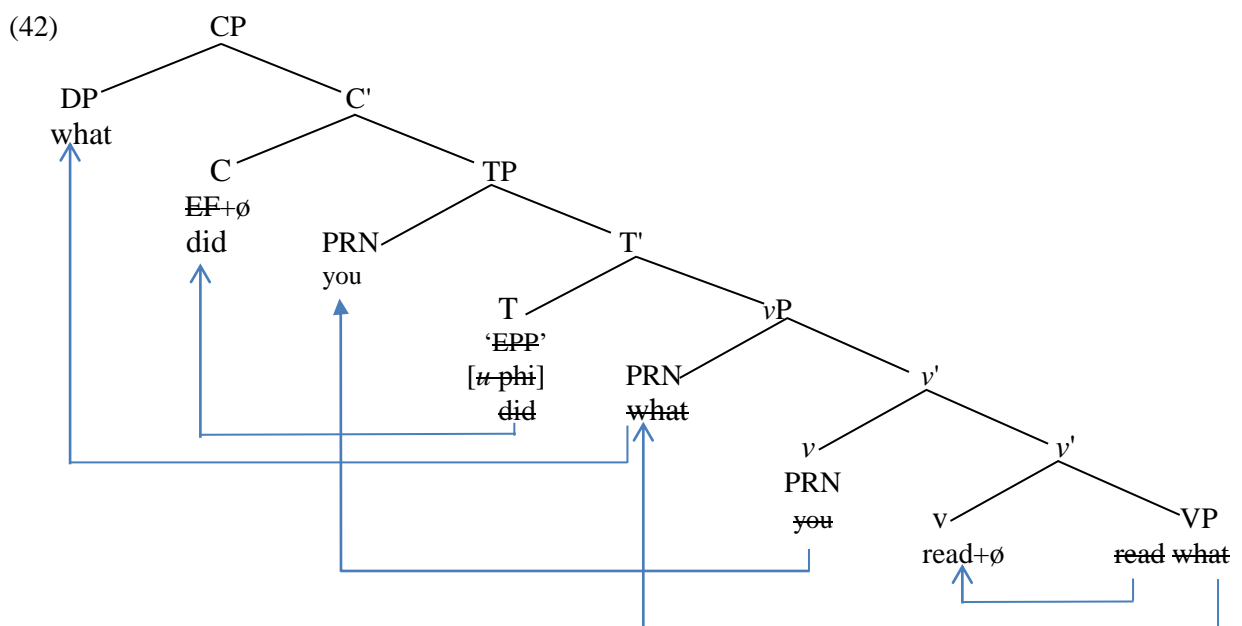 (42) CP
DP C'
what
C TP
EF+ø
did PRN T'
you
T vP
‘EPP’
[u phi] PRN v'
did what
v v'
PRN
you v VP
read+ø read what